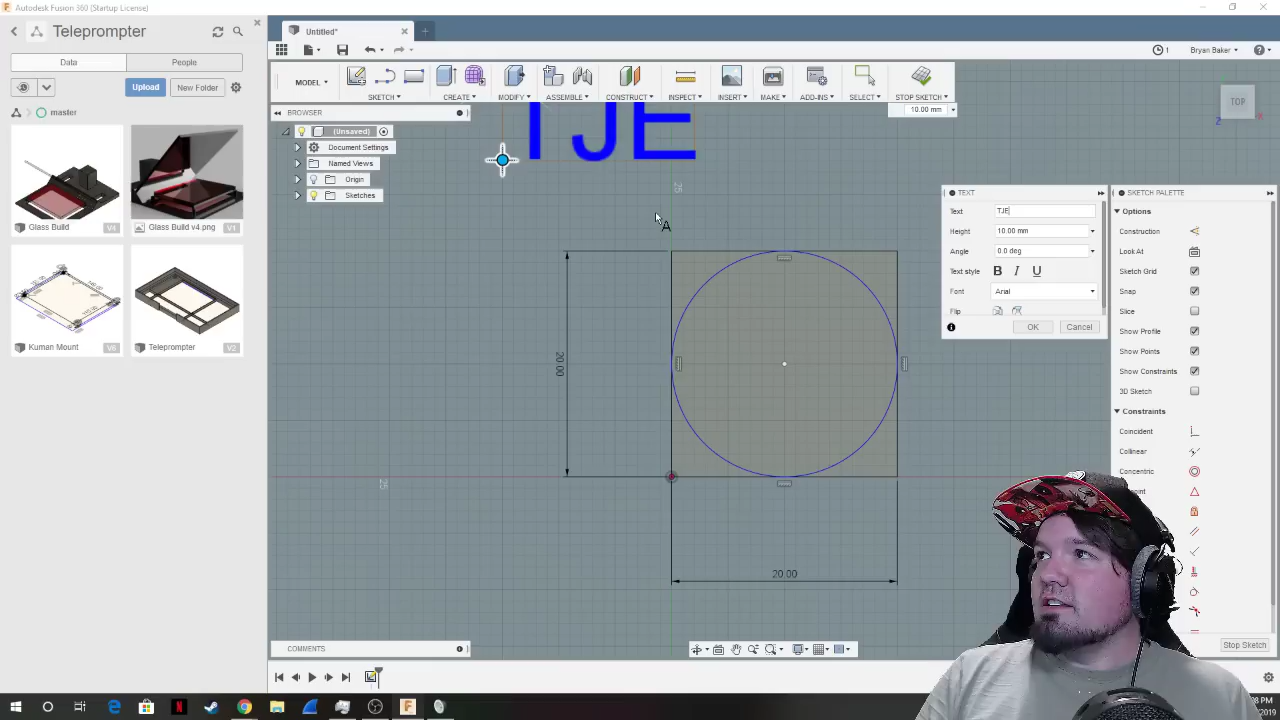 Autodesk Fusion 360 (Startup License)
Teleprompter
Untitled*
1
Bryan Baker
Data
People
Upload
New Folder
master
Glass Build
V4
Glass Build v4.png
V1
Kuman Mount
V8
Teleprompter
V2
MODEL
SKETCH
CREATE
MODIFY
ASSEMBLE
CONSTRUCT
INSPECT
INSERT
MAKE
ADD-INS
SELECT
STOP SKETCH
10.00 mm
BROWSER
(Unsaved)
Document Settings
Named Views
Origin
Sketches
TJE
TOP
Z
25
A
20.00
25
20.00
TEXT
Text
TJE
Height
10.00 mm
Angle
0.0 deg
Text style
B I U
Font
Arial
Flip
OK
Cancel
SKETCH PALETTE
Options
Construction
Look At
Sketch Grid
Snap
Slice
Show Profile
Show Points
Show Constraints
3D Sketch
Constraints
Coincident
Collinear
Concentric
Stop Sketch
COMMENTS